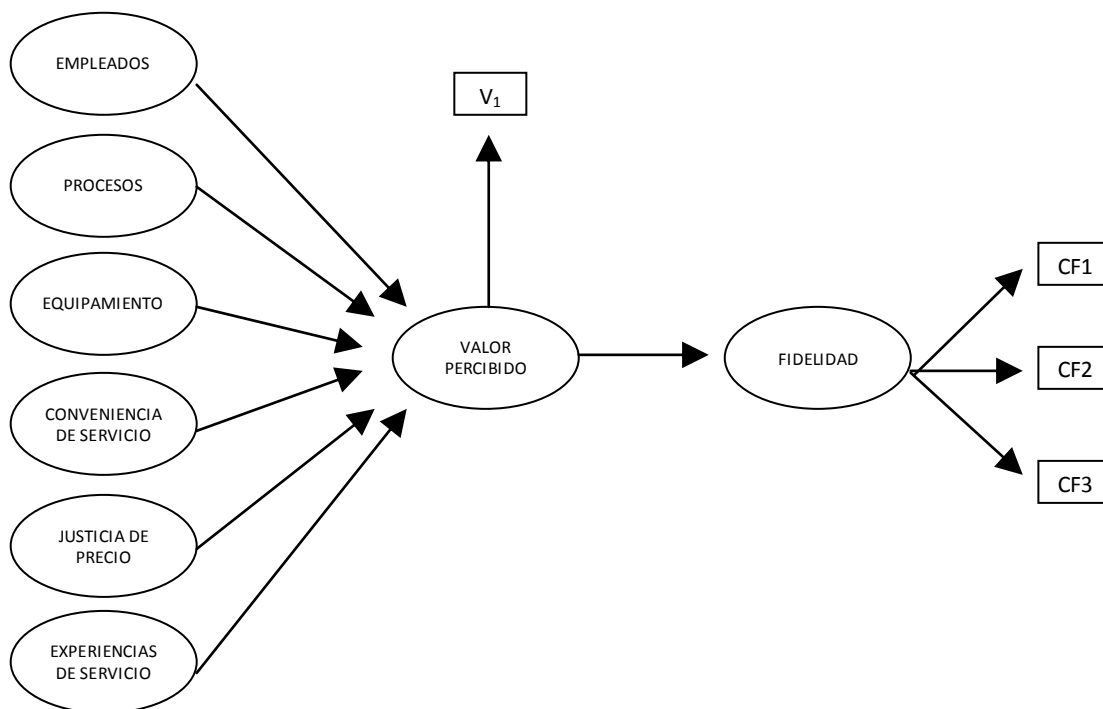 EMPLEADOS
PROCESOS
EQUIPAMIENTO
CONVENIENCIA
DE SERVICIO
JUSTICIA DE
PRECIO
EXPERIENCIAS
DE SERVICIO
V₁
VALOR
PERCIBIDO
FIDELIDAD
CF1
CF2
CF3